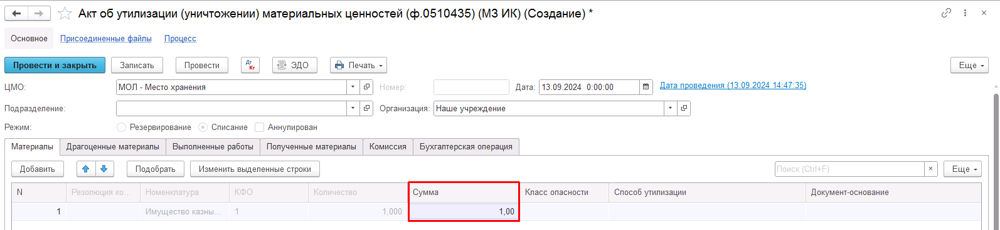 Акт об утилизации (уничтожении) материальных ценностей (ф.0510435) (МЗ ИК) (Создание) *
Основное Присоединенные файлы Процесс
Провести и закрыть Записать Провести Дт Кт ЭДО Печать Еще
ЦМО: МОЛ - Место хранения Номер: Дата: 13.09.2024 0:00:00 Дата проведения (13.09.2024 14:47:35)
Подразделение: Организация: Наше учреждение
Режим: Резервирование Списание Аннулирован
Материалы Драгоценные материалы Выполненные работы Полученные материалы Комиссия Бухгалтерская операция
Добавить Подобрать Изменить выделенные строки Поиск (Ctrl+F) × Еще
N Резолюция ко... Номенклатура КФО Количество Сумма Класс опасности Способ утилизации Документ-основание
1 Имущество казны... 1 1,000 1,00